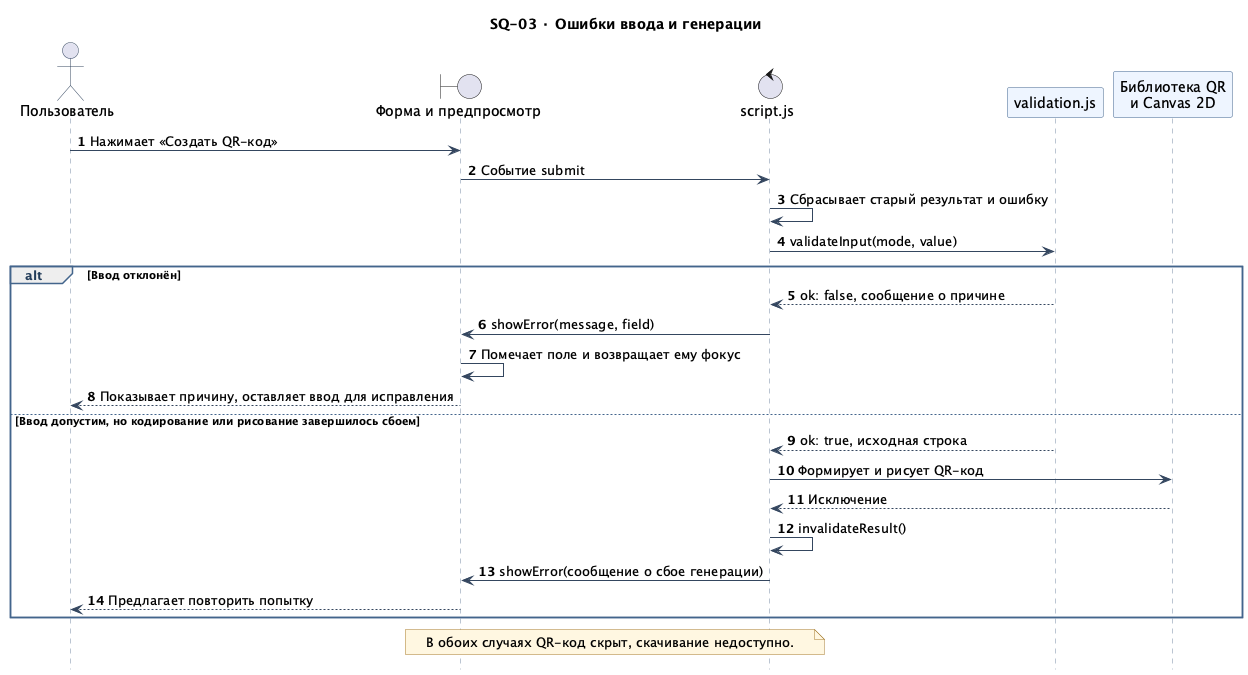 SQ-03 · Ошибки ввода и генерации
Пользователь
Форма и предпросмотр
script.js
validation.js
Библиотека QR
и Canvas 2D
1 Нажимает «Создать QR-код»
2 Событие submit
3 Сбрасывает старый результат и ошибку
4 validateInput(mode, value)
alt [Ввод отклонён]
5 ok: false, сообщение о причине
6 showError(message, field)
7 Помечает поле и возвращает ему фокус
8 Показывает причину, оставляет ввод для исправления
[Ввод допустим, но кодирование или рисование завершилось сбоем]
9 ok: true, исходная строка
10 Формирует и рисует QR-код
11 Исключение
12 invalidateResult()
13 showError(сообщение о сбое генерации)
14 Предлагает повторить попытку
В обоих случаях QR-код скрыт, скачивание недоступно.